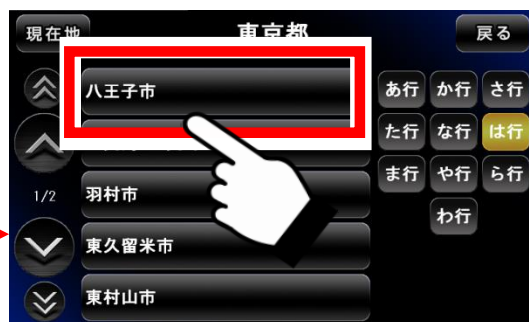 現在地
東京都
戻る
八王子市
羽村市
東久留米市
東村山市
1/2
あ行 か行 さ行
た行 な行 は行
ま行 や行 ら行
わ行